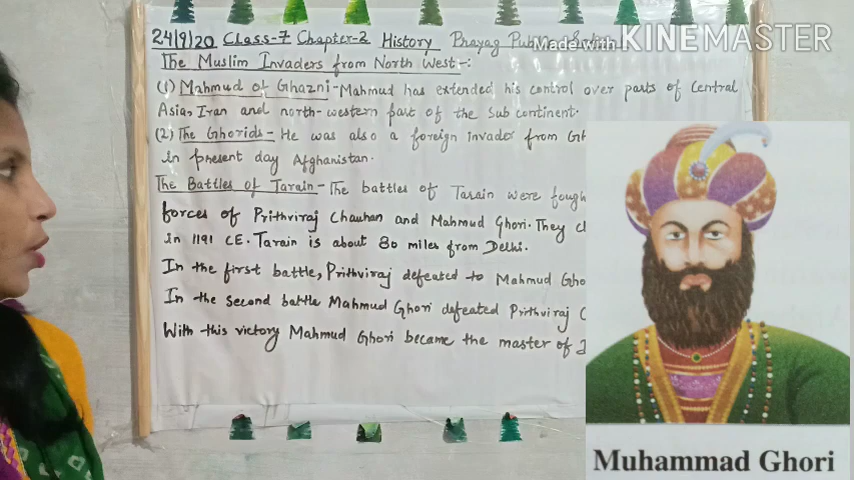 24/9/20 Class-7 Chapter-2 History Prayag Public
Made with KINEMASTER
The Muslim Invaders from North West-:
(1) Mahmud of Ghazni - Mahmud has extended his control over parts of Central
Asia, Iran and north-western part of the Sub continent.
(2) The Ghorids - He was also a foreign invader from Gh
in present day Afghanistan.
The Battles of Tarain - The battles of Tarain were fough
forces of Prithviraj Chauhan and Mahmud Ghori. They cl
in 1191 CE. Tarain is about 80 miles from Delhi.
In the first battle, Prithviraj defeated to Mahmud Gho
In the second battle Mahmud Ghori defeated Prithviraj C
With this victory Mahmud Ghori became the master of
Muhammad Ghori